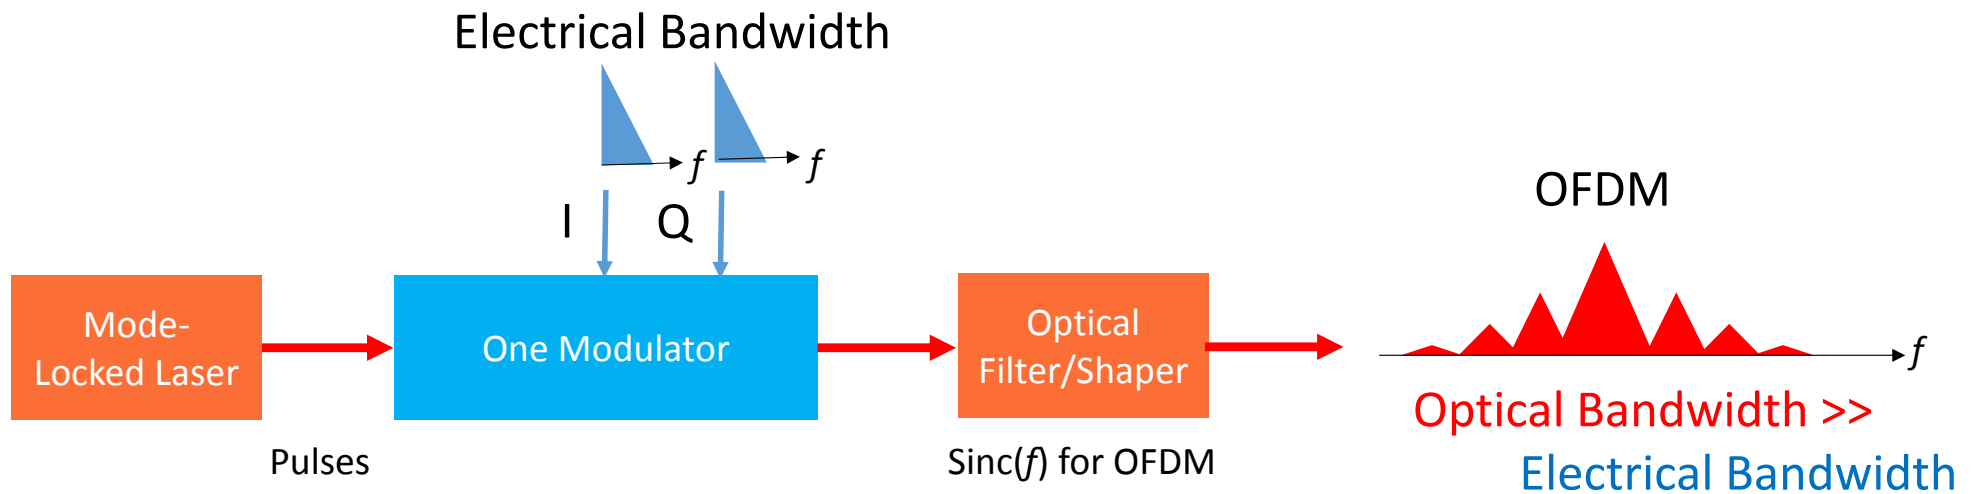 Electrical Bandwidth
f
f
I
Q
OFDM
Mode-
Locked Laser
One Modulator
Optical
Filter/Shaper
f
Pulses
Sinc(f) for OFDM
Optical Bandwidth >>
Electrical Bandwidth